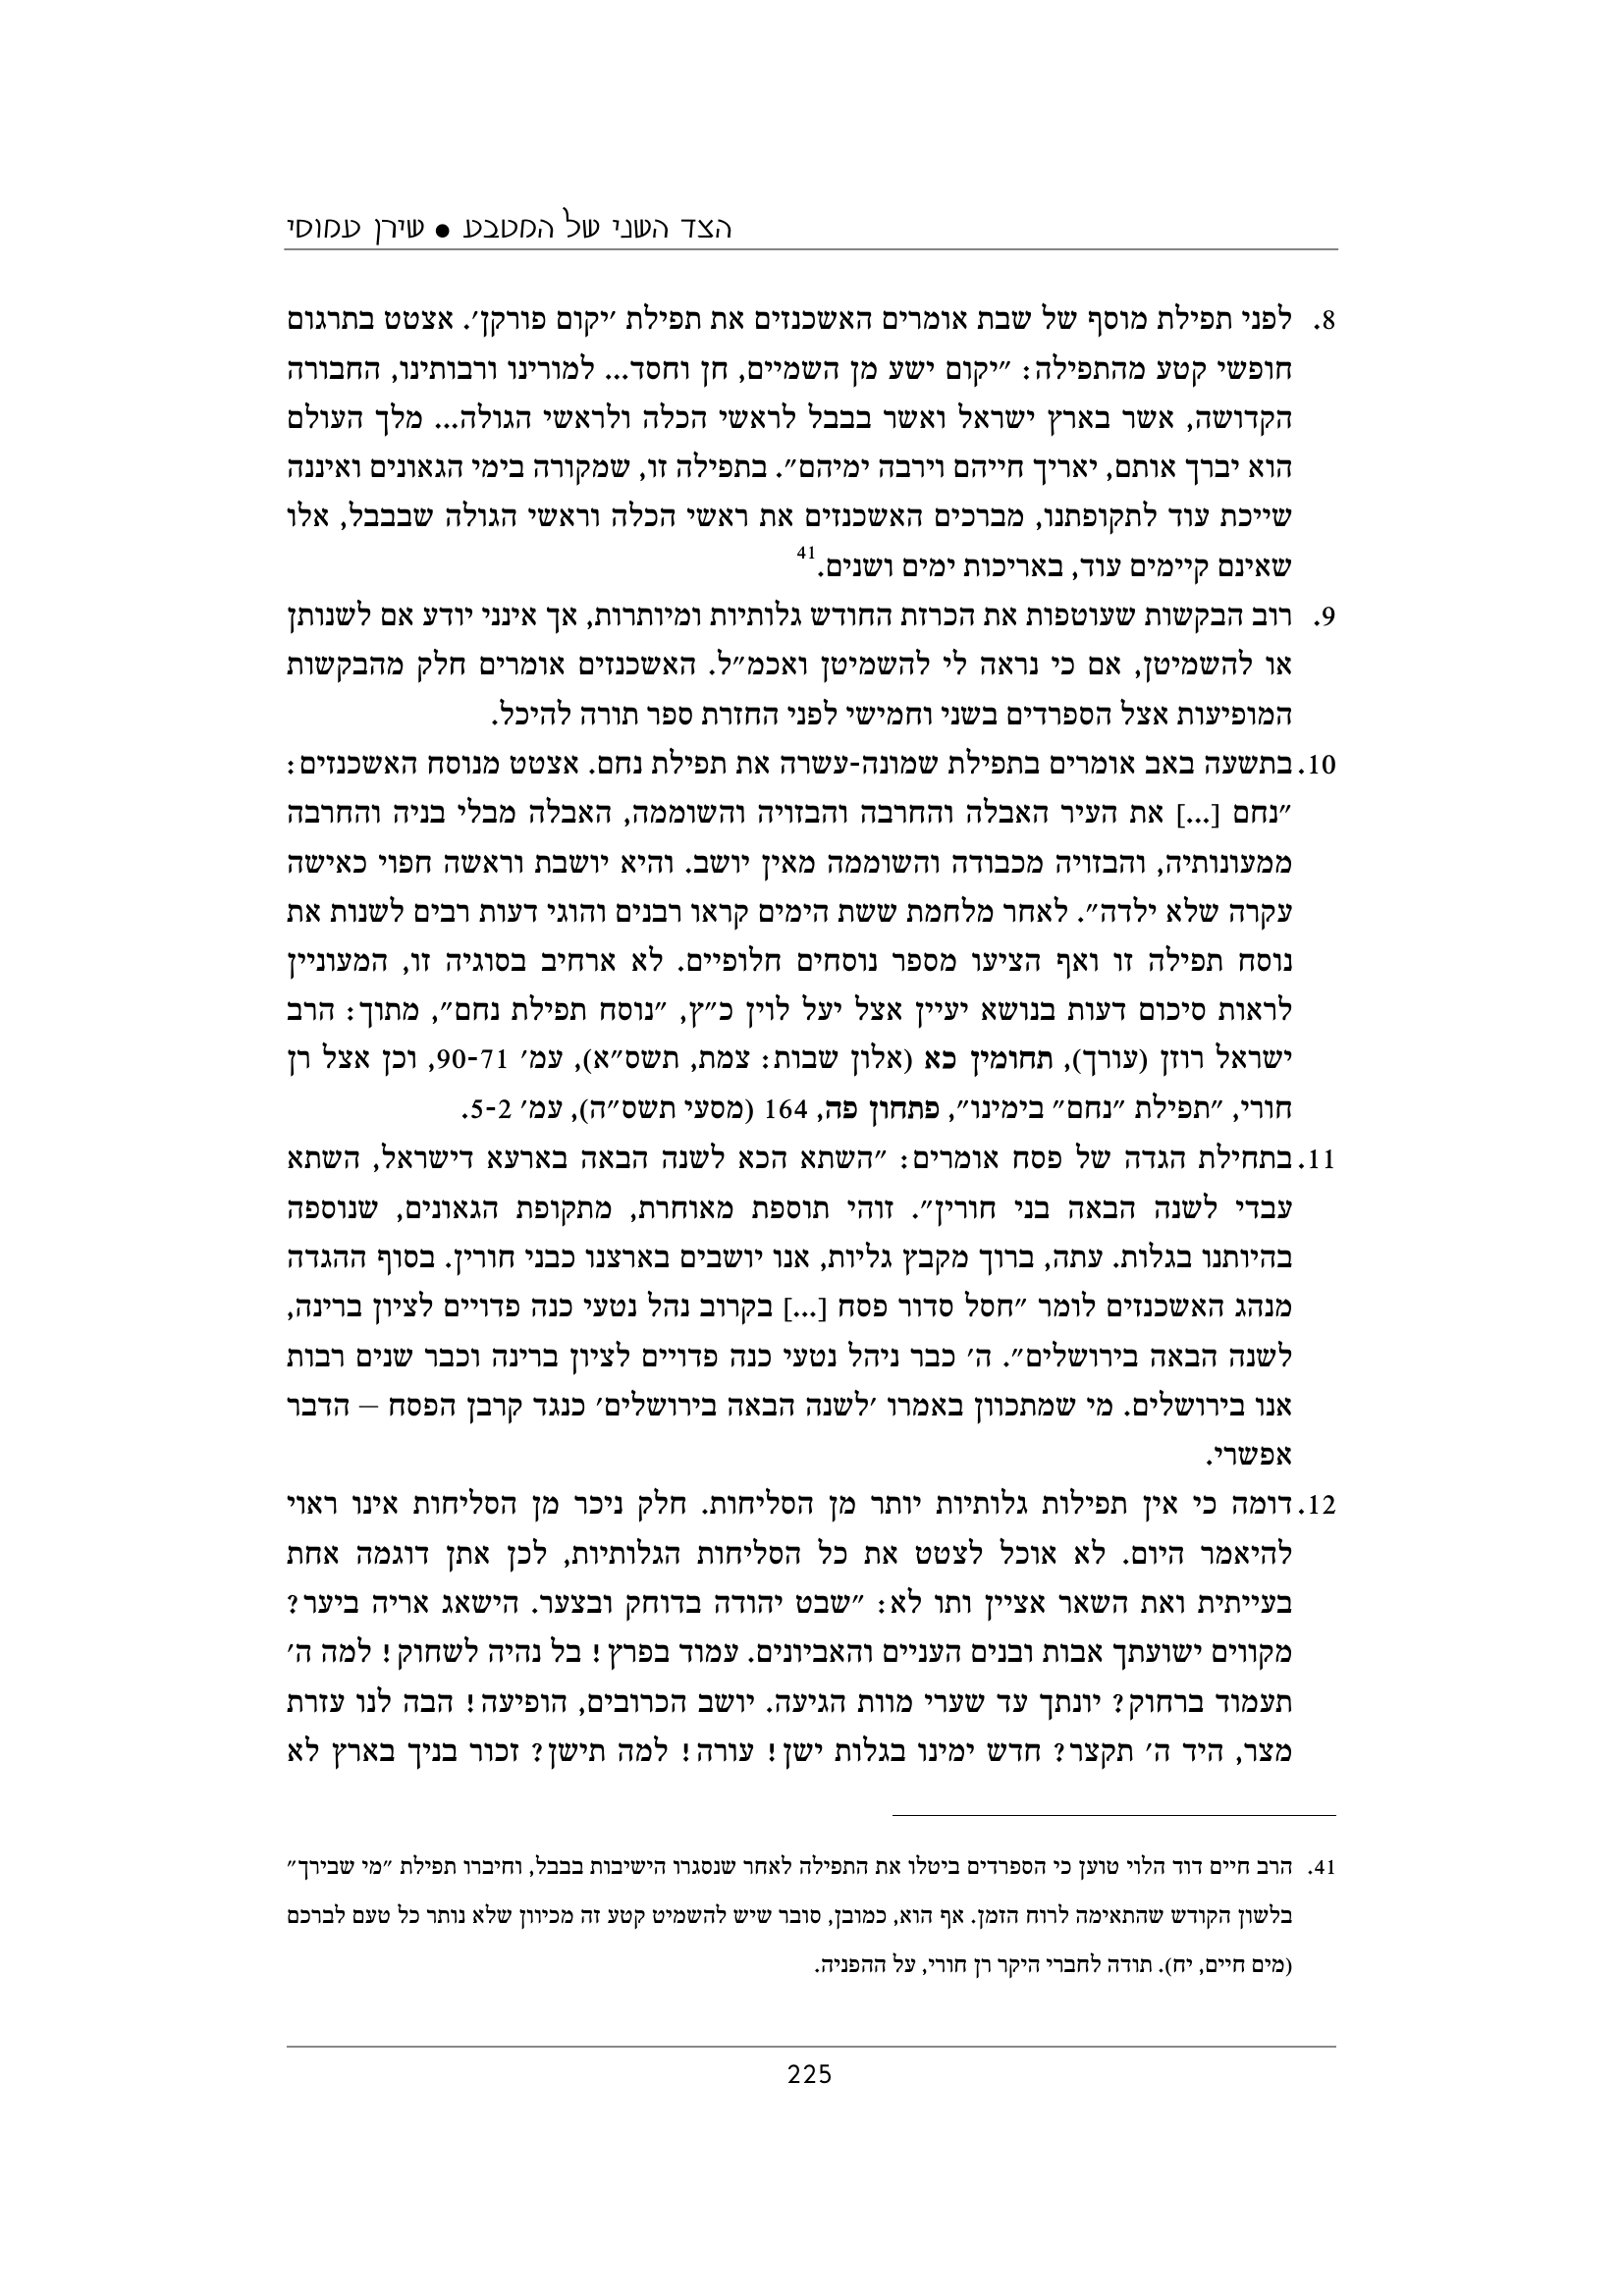 הצד השני של המטבע ● שירן עמוסי
8. לפני תפילת מוסף של שבת אומרים האשכנזים את תפילת ׳יקום פורקן׳. אצטט בתרגום
חופשי קטע מהתפילה: ״יקום ישע מן השמיים, חן וחסד... למורינו ורבותינו, החבורה
הקדושה, אשר בארץ ישראל ואשר בבבל לראשי הכלה ולראשי הגולה... מלך העולם
הוא יברך אותם, יאריך חייהם וירבה ימיהם״. בתפילה זו, שמקורה בימי הגאונים ואיננה
שייכת עוד לתקופתנו, מברכים האשכנזים את ראשי הכלה וראשי הגולה שבבבל, אלו
שאינם קיימים עוד, באריכות ימים ושנים.41
9. רוב הבקשות שעוטפות את הכרזת החודש גלותיות ומיותרות, אך אינני יודע אם לשנותן
או להשמיטן, אם כי נראה לי להשמיטן ואכמ״ל. האשכנזים אומרים חלק מהבקשות
המופיעות אצל הספרדים בשני וחמישי לפני החזרת ספר תורה להיכל.
10. בתשעה באב אומרים בתפילת שמונה-עשרה את תפילת נחם. אצטט מנוסח האשכנזים:
״נחם [...] את העיר האבלה והחרבה והבזויה והשוממה, האבלה מבלי בניה והחרבה
ממעונותיה, והבזויה מכבודה והשוממה מאין יושב. והיא יושבת וראשה חפוי כאישה
עקרה שלא ילדה״. לאחר מלחמת ששת הימים קראו רבנים והוגי דעות רבים לשנות את
נוסח תפילה זו ואף הציעו מספר נוסחים חלופיים. לא ארחיב בסוגיה זו, המעוניין
לראות סיכום דעות בנושא יעיין אצל יעל לוין כ״ץ, ״נוסח תפילת נחם״, מתוך: הרב
ישראל רוזן (עורך), תחומין כא (אלון שבות: צמת, תשס״א), עמ׳ 90-71, וכן אצל רן
חורי, ״תפילת ״נחם״ בימינו״, פתחון פה, 164 (מסעי תשס״ה), עמ׳ 5-2.
11. בתחילת הגדה של פסח אומרים: ״השתא הכא לשנה הבאה בארעא דישראל, השתא
עבדי לשנה הבאה בני חורין״. זוהי תוספת מאוחרת, מתקופת הגאונים, שנוספה
בהיותנו בגלות. עתה, ברוך מקבץ גליות, אנו יושבים בארצנו כבני חורין. בסוף ההגדה
מנהג האשכנזים לומר ״חסל סדור פסח [...] בקרוב נהל נטעי כנה פדויים לציון ברינה,
לשנה הבאה בירושלים״. ה׳ כבר ניהל נטעי כנה פדויים לציון ברינה וכבר שנים רבות
אנו בירושלים. מי שמתכוון באמרו ׳לשנה הבאה בירושלים׳ כנגד קרבן הפסח – הדבר
אפשרי.
12. דומה כי אין תפילות גלותיות יותר מן הסליחות. חלק ניכר מן הסליחות אינו ראוי
להיאמר היום. לא אוכל לצטט את כל הסליחות הגלותיות, לכן אתן דוגמה אחת
בעייתית ואת השאר אציין ותו לא: ״שבט יהודה בדוחק ובצער. הישאג אריה ביער?
מקווים ישועתך אבות ובנים העניים והאביונים. עמוד בפרץ! בל נהיה לשחוק! למה ה׳
תעמוד ברחוק? יונתך עד שערי מוות הגיעה. יושב הכרובים, הופיעה! הבה לנו עזרת
מצר, היד ה׳ תקצר? חדש ימינו בגלות ישן! עורה! למה תישן? זכור בניך בארץ לא
41. הרב חיים דוד הלוי טוען כי הספרדים ביטלו את התפילה לאחר שנסגרו הישיבות בבבל, וחיברו תפילת ״מי שבירך״
בלשון הקודש שהתאימה לרוח הזמן. אף הוא, כמובן, סובר שיש להשמיט קטע זה מכיוון שלא נותר כל טעם לברכם
(מים חיים, יח). תודה לחברי היקר רן חורי, על ההפניה.
225